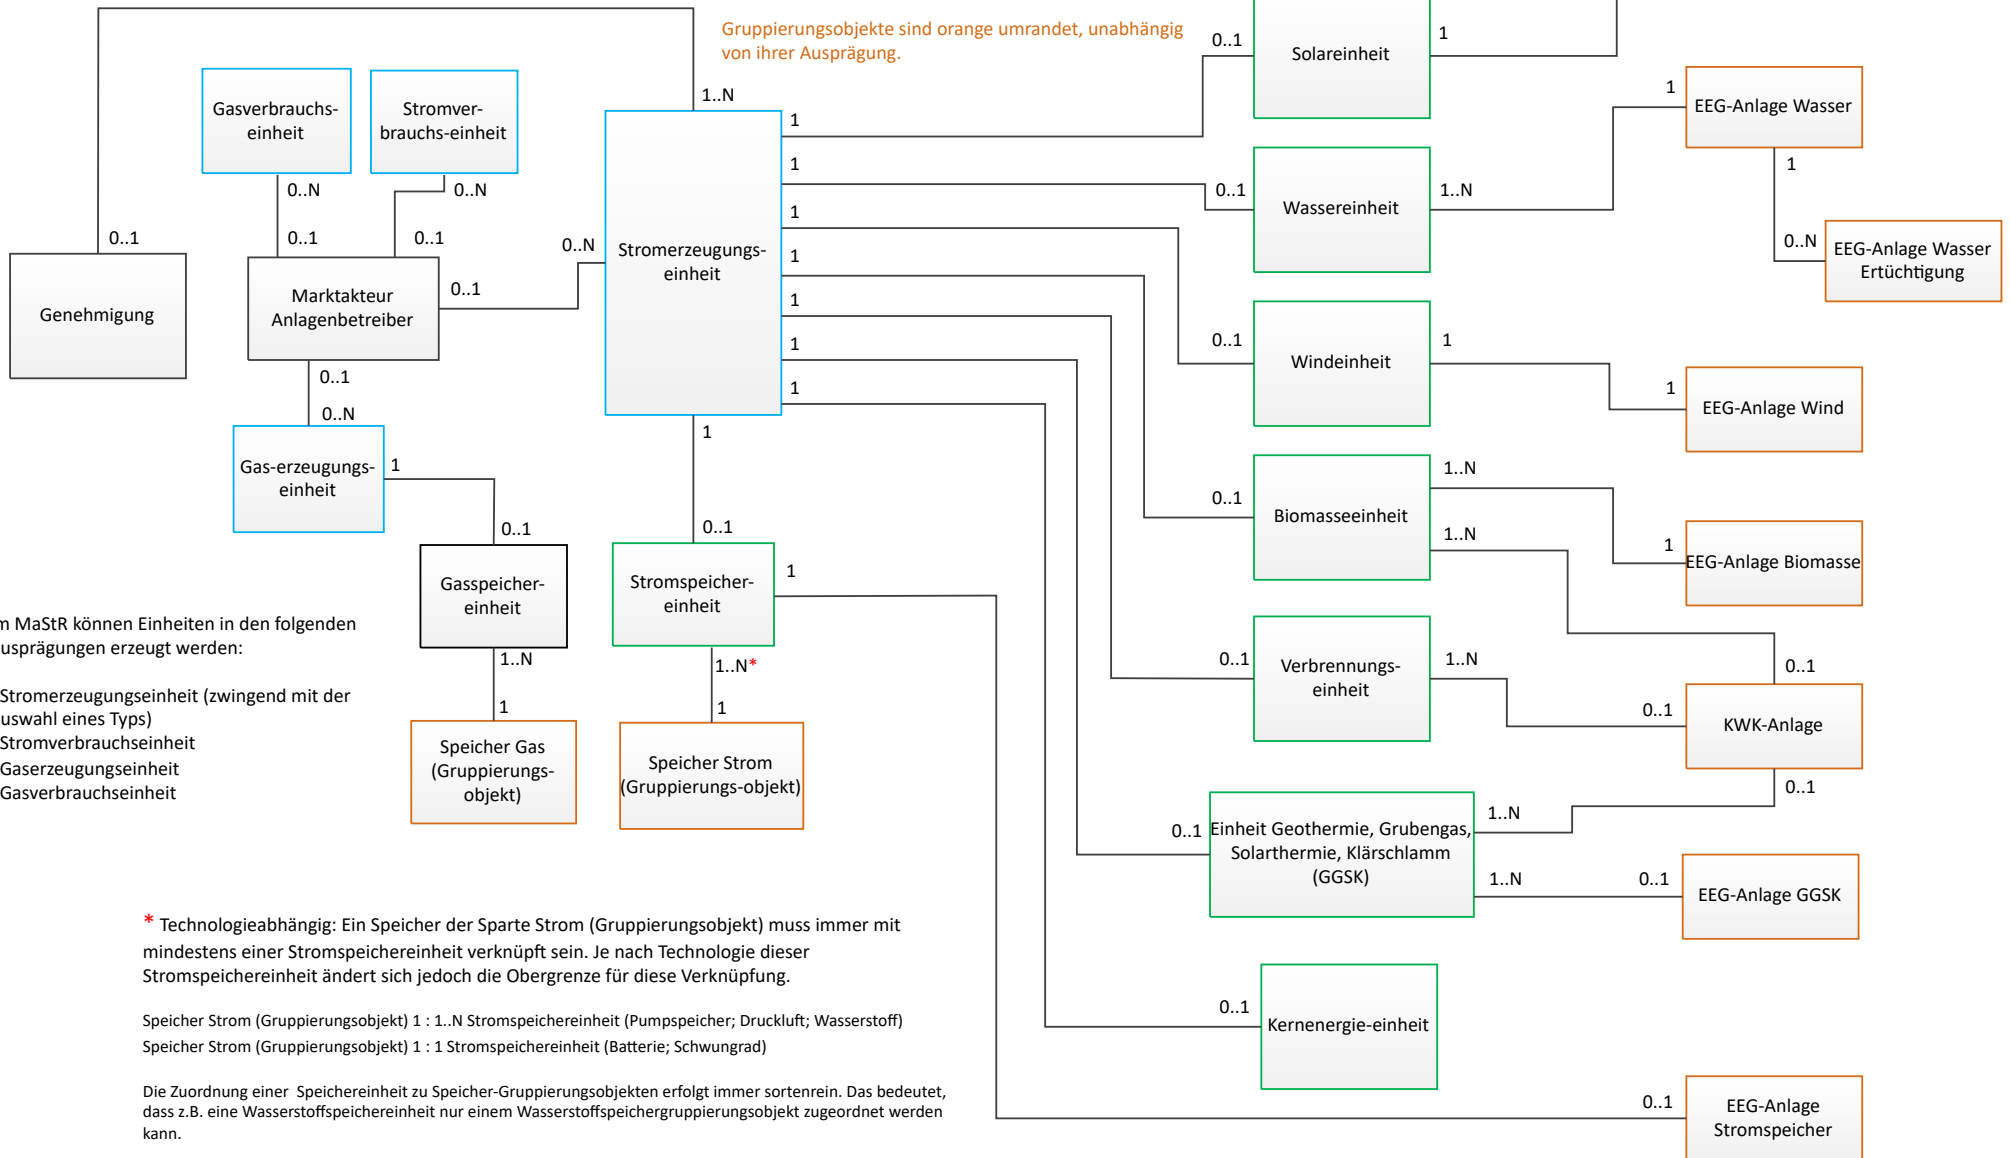 Gruppierungsobjekte sind orange umrandet, unabhängig
von ihrer Ausprägung.
0..1
Solareinheit
1
Gasverbrauchs-
einheit
Stromver-
brauchs-einheit
1..N
1
1
EEG-Anlage Wasser
0..N
0..N
1
0..1
Wassereinheit
1..N
1
0..1
0..1
0..1
0..N
Stromerzeugungs-
einheit
1
1
0..N
EEG-Anlage Wasser
Ertüchtigung
Genehmigung
Marktakteur
Anlagenbetreiber
0..1
1
1
1
0..1
Windeinheit
1
1
EEG-Anlage Wind
0..1
0..N
1
Gas-erzeugungs-
einheit
1
0..1
0..1
Biomasseeinheit
1..N
1..N
1
EEG-Anlage Biomasse
0..1
Gasspeicher-
einheit
Stromspeicher-
einheit
1
m MaStR können Einheiten in den folgenden
usprägungen erzeugt werden:
Stromerzeugungseinheit (zwingend mit der
uswahl eines Typs)
Stromverbrauchseinheit
Gaserzeugungseinheit
Gasverbrauchseinheit
1..N
1
Speicher Gas
(Gruppierungs-
objekt)
1..N*
1
Speicher Strom
(Gruppierungs-objekt)
0..1
Verbrennungs-
einheit
1..N
0..1
0..1
KWK-Anlage
0..1
0..1
Einheit Geothermie, Grubengas,
Solarthermie, Klärschlamm
(GGSK)
1..N
1..N
0..1
EEG-Anlage GGSK
* Technologieabhängig: Ein Speicher der Sparte Strom (Gruppierungsobjekt) muss immer mit
mindestens einer Stromspeichereinheit verknüpft sein. Je nach Technologie dieser
Stromspeichereinheit ändert sich jedoch die Obergrenze für diese Verknüpfung.
Speicher Strom (Gruppierungsobjekt) 1 : 1..N Stromspeichereinheit (Pumpspeicher; Druckluft; Wasserstoff)
Speicher Strom (Gruppierungsobjekt) 1 : 1 Stromspeichereinheit (Batterie; Schwungrad)
Die Zuordnung einer Speichereinheit zu Speicher-Gruppierungsobjekten erfolgt immer sortenrein. Das bedeutet,
dass z.B. eine Wasserstoffspeichereinheit nur einem Wasserstoffspeichergruppierungsobjekt zugeordnet werden
kann.
0..1
Kernenergie-einheit
0..1
EEG-Anlage
Stromspeicher